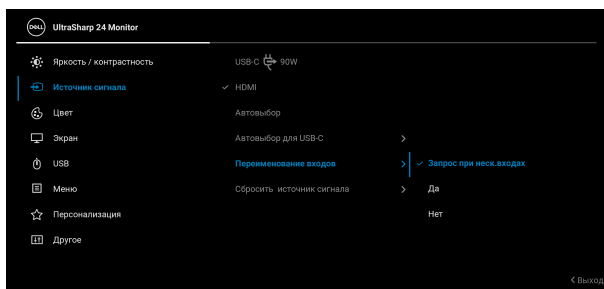 DELL UltraSharp 24 Monitor
Яркость / контрастность
USB-C 90W
Источник сигнала
HDMI
Цвет
Автовыбор
Экран
Автовыбор для USB-C
USB
Переименование входов
Запрос при неск.входах
Меню
Сбросить источник сигнала
Да
Персонализация
Нет
Другое
Выход